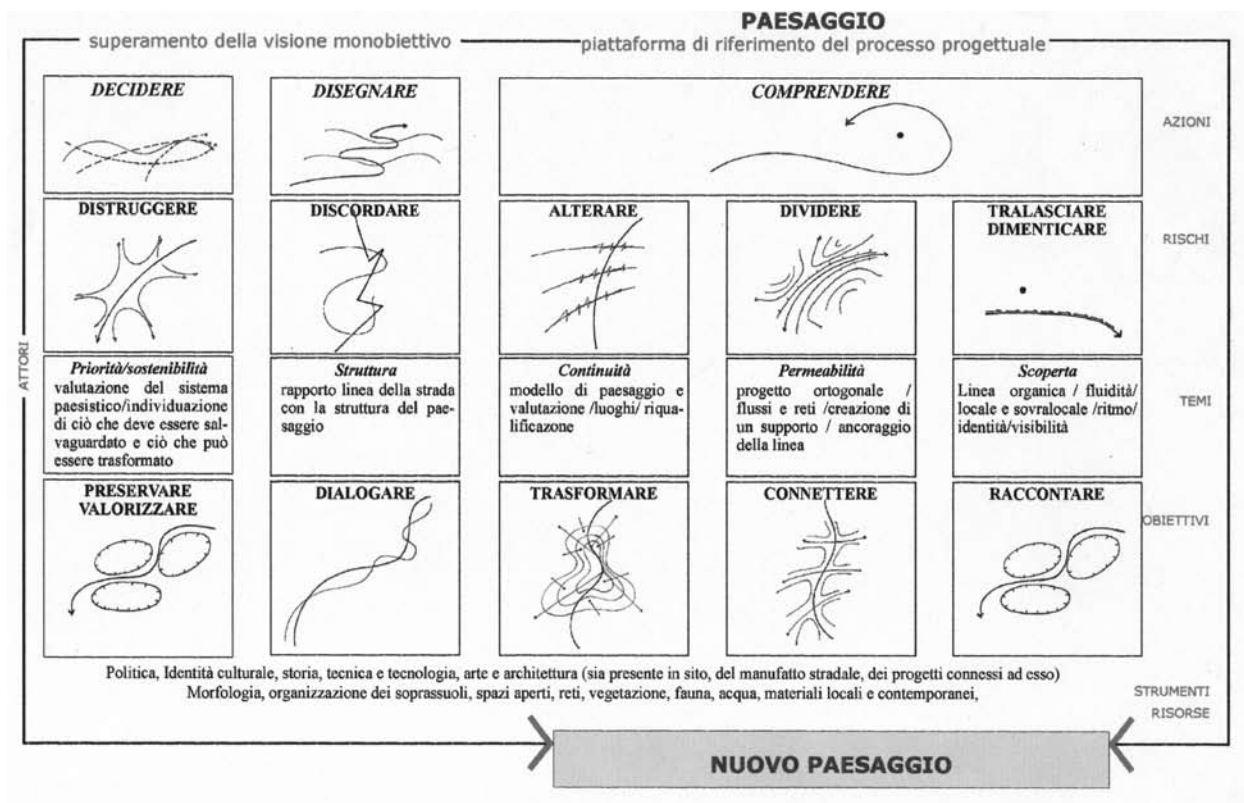 PAESAGGIO
superamento della visione monobiettivo
piattaforma di riferimento del processo progettuale
DECIDERE
DISEGNARE
COMPRENDERE
AZIONI
DISTRUGGERE
DISCORDARE
ALTERARE
DIVIDERE
TRALASCIARE
DIMENTICARE
RISCHI
ATTORI
Priorità/sostenibilità
valutazione del sistema
paesistico/individuazione
di ciò che deve essere sal-
vaguardato e ciò che può
essere trasformato
Struttura
rapporto linea della strada
con la struttura del pae-
saggio
Continuità
modello di paesaggio e
valutazione /luoghi/ riqua-
lificazone
Permeabilità
progetto ortogonale /
flussi e reti /creazione di
un supporto / ancoraggio
della linea
Scoperta
Linea organica / fluidità/
locale e sovralocale /ritmo/
identità/visibilità
TEMI
PRESERVARE
VALORIZZARE
DIALOGARE
TRASFORMARE
CONNETTERE
RACCONTARE
OBIETTIVI
Politica, Identità culturale, storia, tecnica e tecnologia, arte e architettura (sia presente in sito, del manufatto stradale, dei progetti connessi ad esso)
Morfologia, organizzazione dei soprassuoli, spazi aperti, reti, vegetazione, fauna, acqua, materiali locali e contemporanei,
STRUMENTI
RISORSE
NUOVO PAESAGGIO